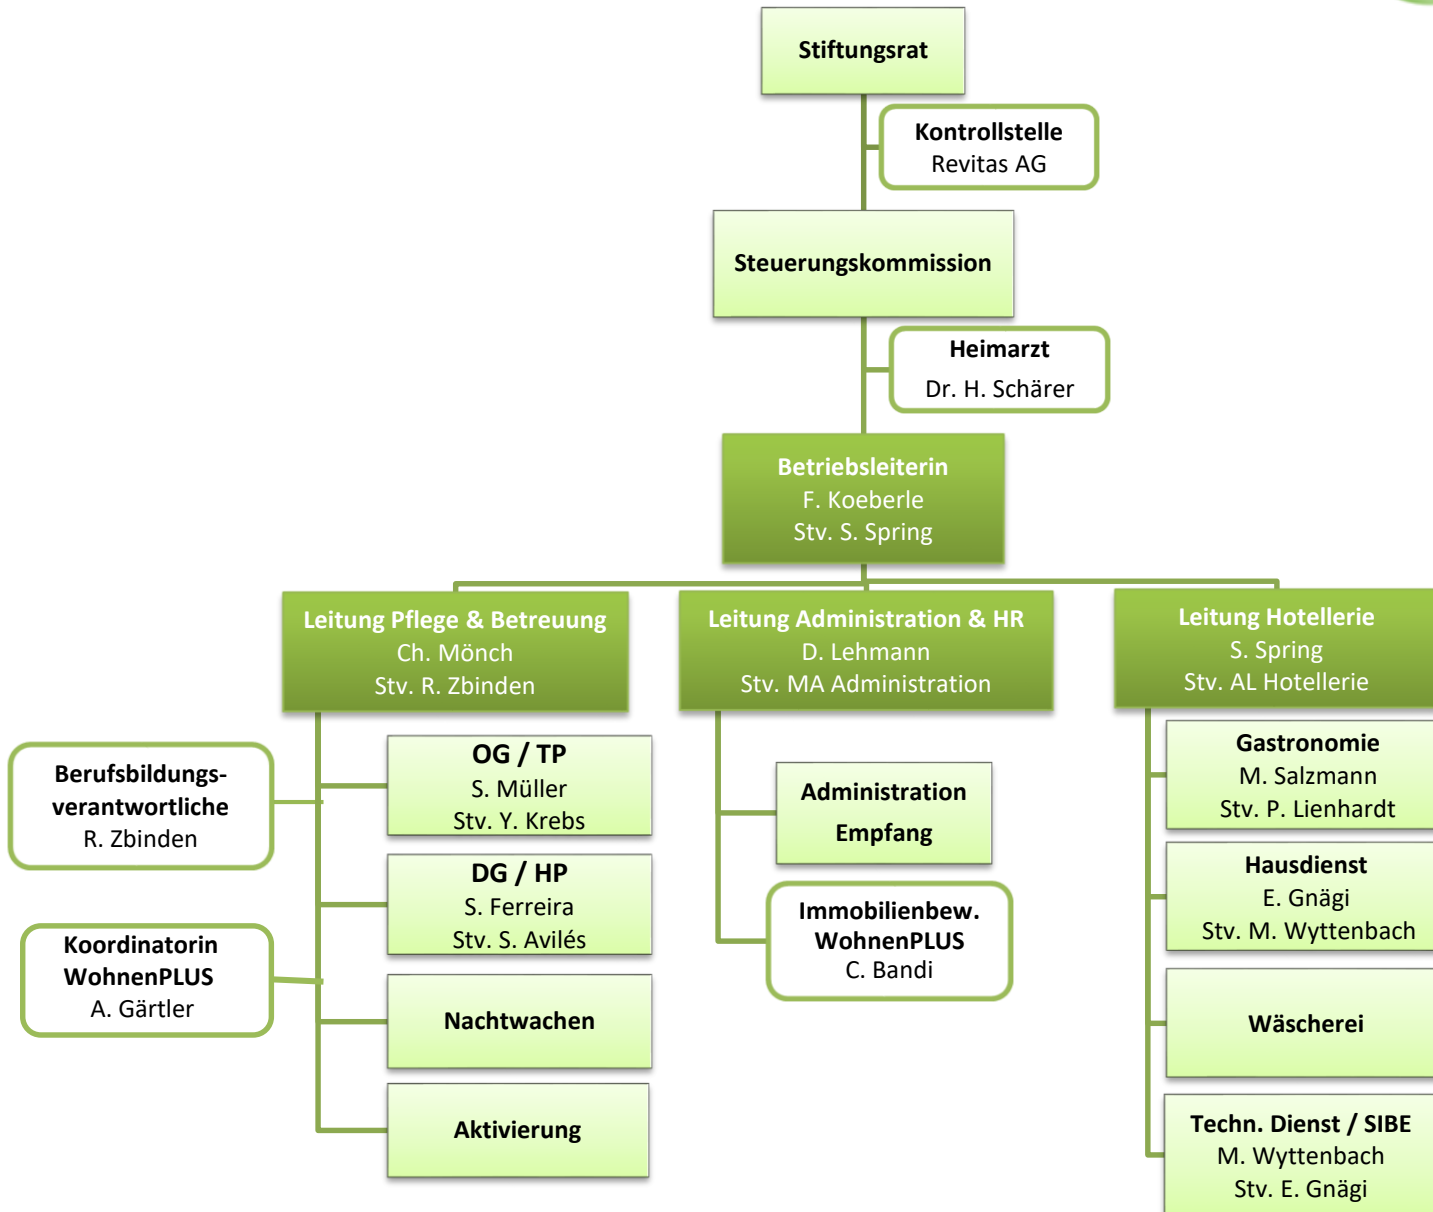 Stiftungsrat
Kontrollstelle
Revitas AG
Steuerungskommission
Heimarzt
Dr. H. Schärer
Betriebsleiterin
F. Koeberle
Stv. S. Spring
Leitung Pflege & Betreuung
Ch. Mönch
Stv. R. Zbinden
Leitung Administration & HR
D. Lehmann
Stv. MA Administration
Leitung Hotellerie
S. Spring
Stv. AL Hotellerie
Berufsbildungs-
verantwortliche
R. Zbinden
Koordinatorin
WohnenPLUS
A. Gärtler
OG / TP
S. Müller
Stv. Y. Krebs
DG / HP
S. Ferreira
Stv. S. Avilés
Nachtwachen
Aktivierung
Administration
Empfang
Immobilienbew.
WohnenPLUS
C. Bandi
Gastronomie
M. Salzmann
Stv. P. Lienhardt
Hausdienst
E. Gnägi
Stv. M. Wyttenbach
Wäscherei
Techn. Dienst / SIBE
M. Wyttenbach
Stv. E. Gnägi